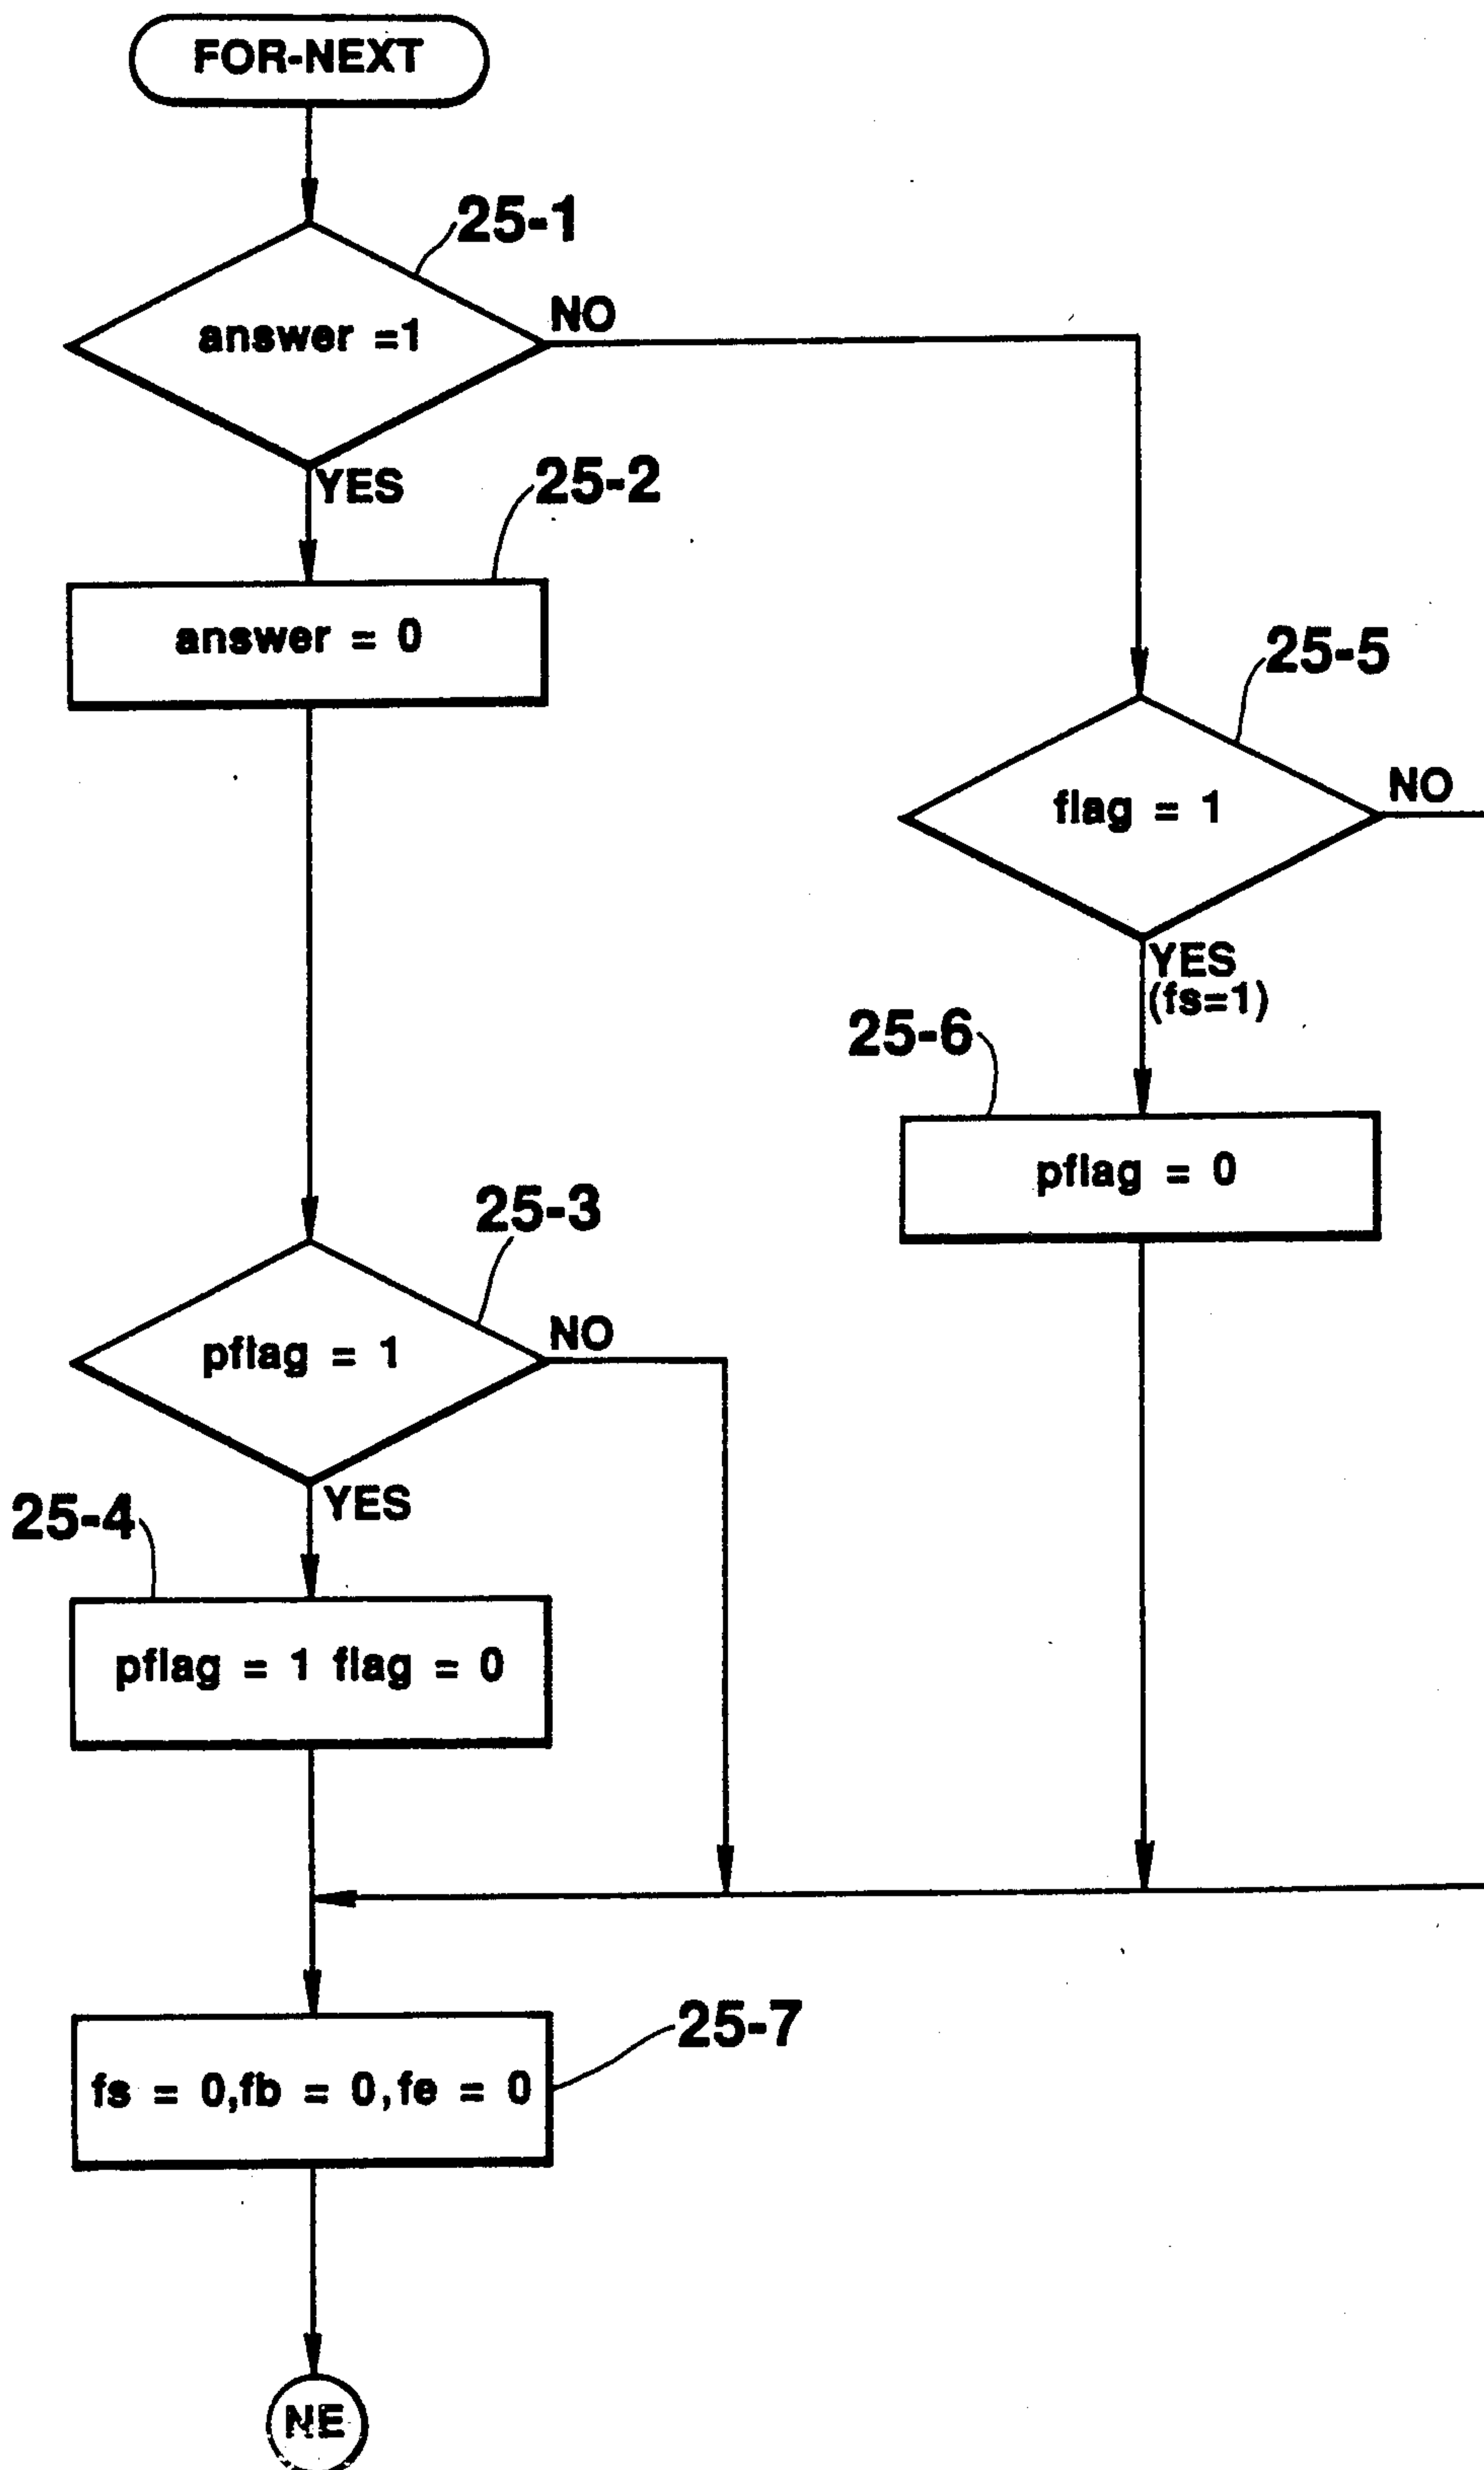 FOR-NEXT
25-1
answer =1
NO
YES
25-2
answer = 0
25-5
flag = 1
NO
YES
(fs=1)
25-6
pflag = 0
25-3
pflag = 1
NO
YES
25-4
pflag = 1 flag = 0
25-7
fs = 0,fb = 0,fe = 0
NE